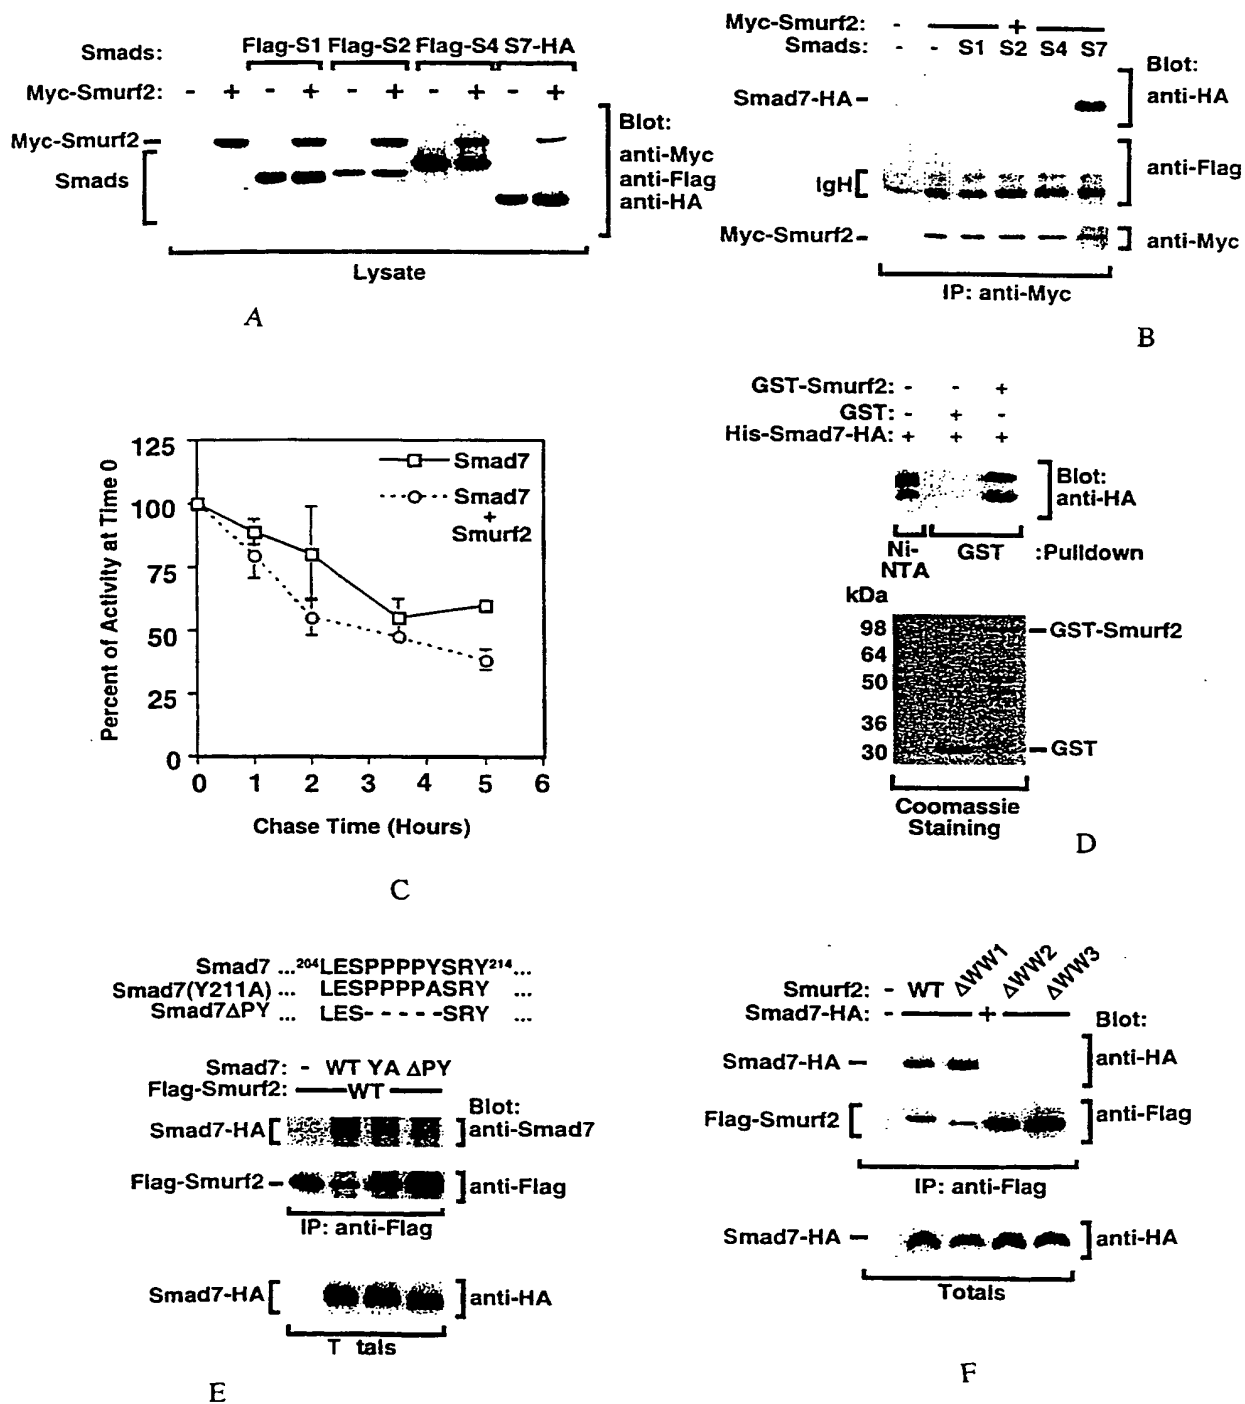 Smads:
Flag-S1 Flag-S2 Flag-S4 S7-HA
Myc-Smurf2: - + - + - + - + - +
Myc-Smurf2
Smads
Blot:
anti-Myc
anti-Flag
anti-HA
Lysate
A
Myc-Smurf2: - +
Smads: - - S1 S2 S4 S7
Blot:
Smad7-HA
anti-HA
anti-Flag
IgH
Myc-Smurf2
anti-Myc
IP: anti-Myc
B
Percent of Activity at Time 0
125
100
75
50
25
0
Smad7
Smad7
+
Smurf2
0 1 2 3 4 5 6
Chase Time (Hours)
C
GST-Smurf2: - - +
GST: - + -
His-Smad7-HA: + + +
Blot:
anti-HA
Ni-
NTA
GST
:Pulldown
kDa
98
64
50
36
30
GST-Smurf2
GST
Coomassie
Staining
D
Smad7 ...²⁰⁴LESPPPPYSRY²¹⁴...
Smad7(Y211A) ... LESPPPPASRY ...
Smad7ΔPY ... LES-----SRY ...
Smad7: - WT YA ΔPY
Flag-Smurf2: WT
Blot:
Smad7-HA
anti-Smad7
Flag-Smurf2
anti-Flag
IP: anti-Flag
Smad7-HA
anti-HA
T tals
E
Smurf2: - WT ΔWW1 ΔWW2 ΔWW3
Smad7-HA: - +
Blot:
Smad7-HA
anti-HA
Flag-Smurf2
anti-Flag
IP: anti-Flag
Smad7-HA
anti-HA
Totals
F